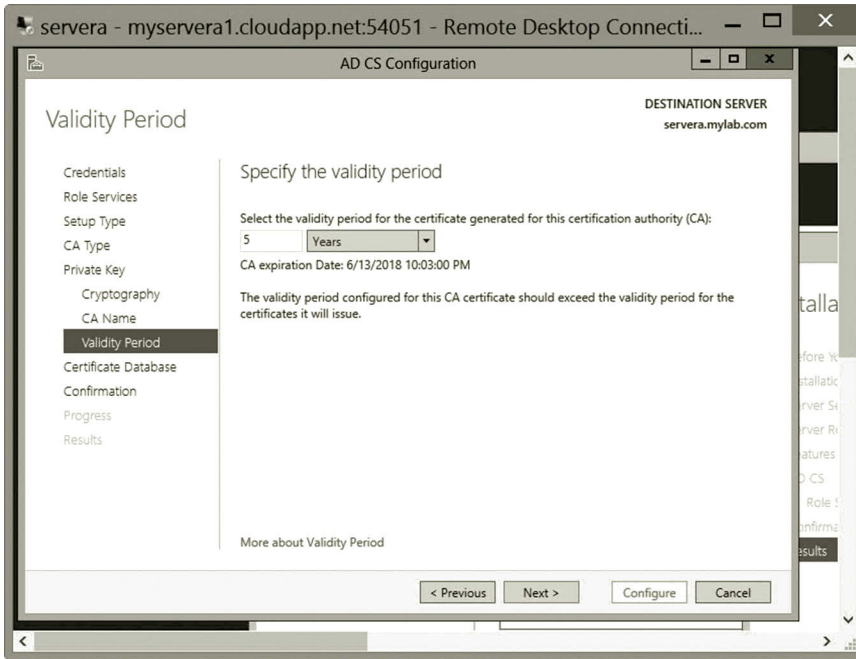 servera - myservera1.cloudapp.net:54051 - Remote Desktop Connecti...
AD CS Configuration
Validity Period
DESTINATION SERVER
servera.mylab.com
Credentials
Role Services
Setup Type
CA Type
Private Key
Cryptography
CA Name
Validity Period
Certificate Database
Confirmation
Progress
Results
Specify the validity period
Select the validity period for the certificate generated for this certification authority (CA):
5 Years
CA expiration Date: 6/13/2018 10:03:00 PM
The validity period configured for this CA certificate should exceed the validity period for the
certificates it will issue.
More about Validity Period
< Previous Next > Configure Cancel